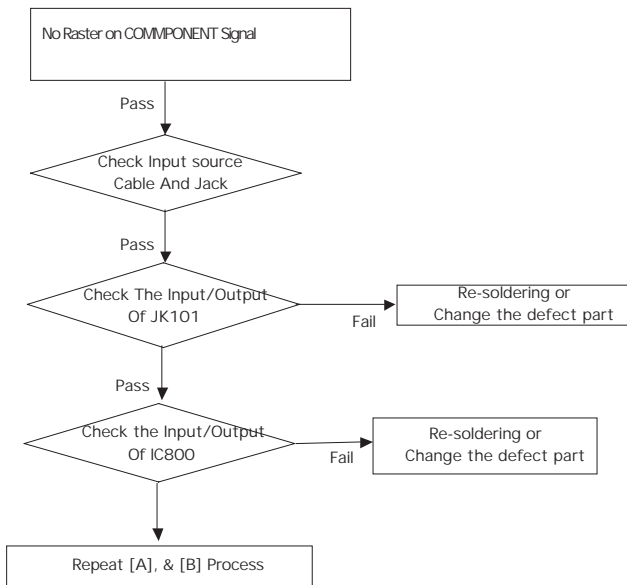 No Raster on COMMPONENT Signal
Pass
Check Input source
Cable And Jack
Pass
Check The Input/Output
Of JK101
Fail
Re-soldering or
Change the defect part
Pass
Check the Input/Output
Of IC800
Fail
Re-soldering or
Change the defect part
Repeat [A], & [B] Process